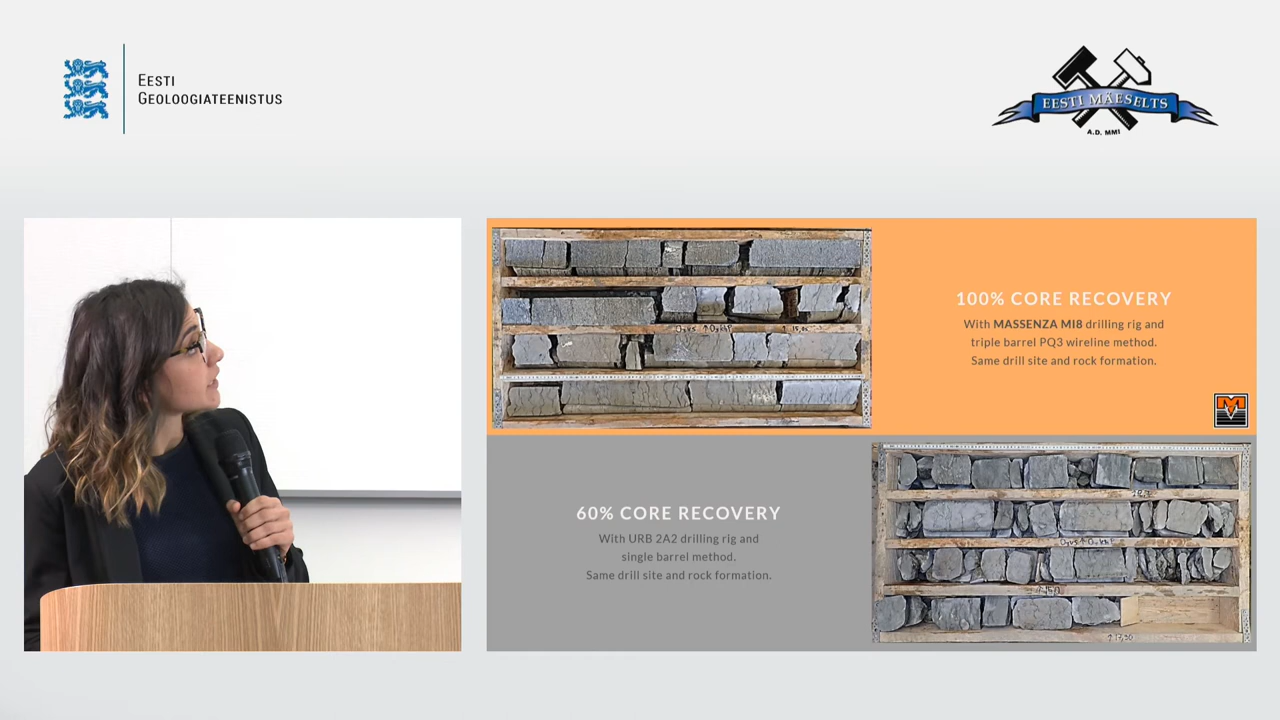 EESTI
GEOLOOGIATEENISTUS
EESTI MÄESELTS
A.D. MMI
100% CORE RECOVERY
With MASSENZA MI8 drilling rig and
triple barrel PQ3 wireline method.
Same drill site and rock formation.
M
60% CORE RECOVERY
With URB 2A2 drilling rig and
single barrel method.
Same drill site and rock formation.